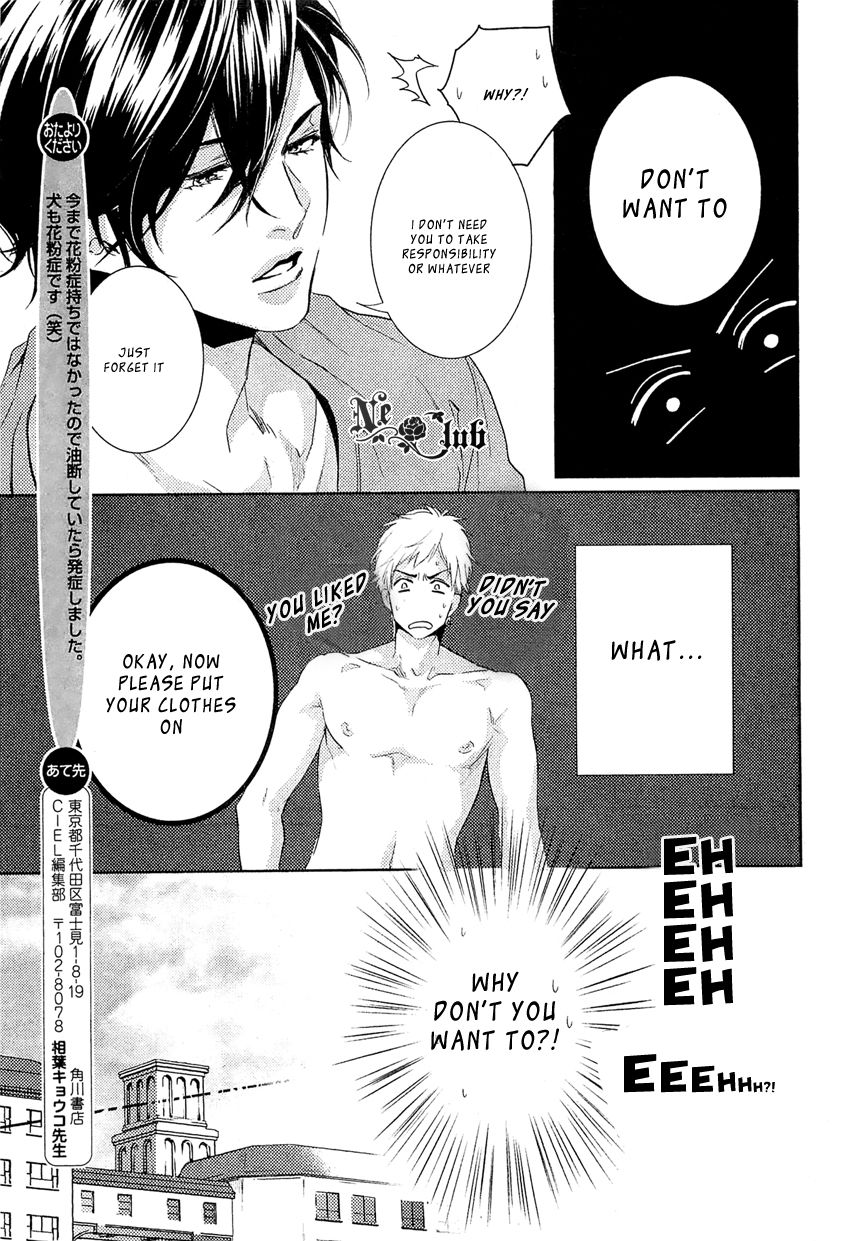 DON'T
WANT TO
WHY?!
I DON'T NEED
YOU TO TAKE
RESPONSIBILITY
OR WHATEVER
JUST
FORGET IT
Ne Club
WHAT...
DIDN'T
YOU SAY
YOU LIKED
ME?
OKAY, NOW
PLEASE PUT
YOUR CLOTHES
ON
EH
EH
EH
EH
WHY
DON'T YOU
WANT TO?!
EEEHHH?!
おたより
ください
今まで花粉症持ちではなかったので油断していたら発症しました。
犬も花粉症です(笑)
あて先
東京都千代田区富士見1-8-19 角川書店
CIEL編集部 〒102-8078 相葉キョウコ先生